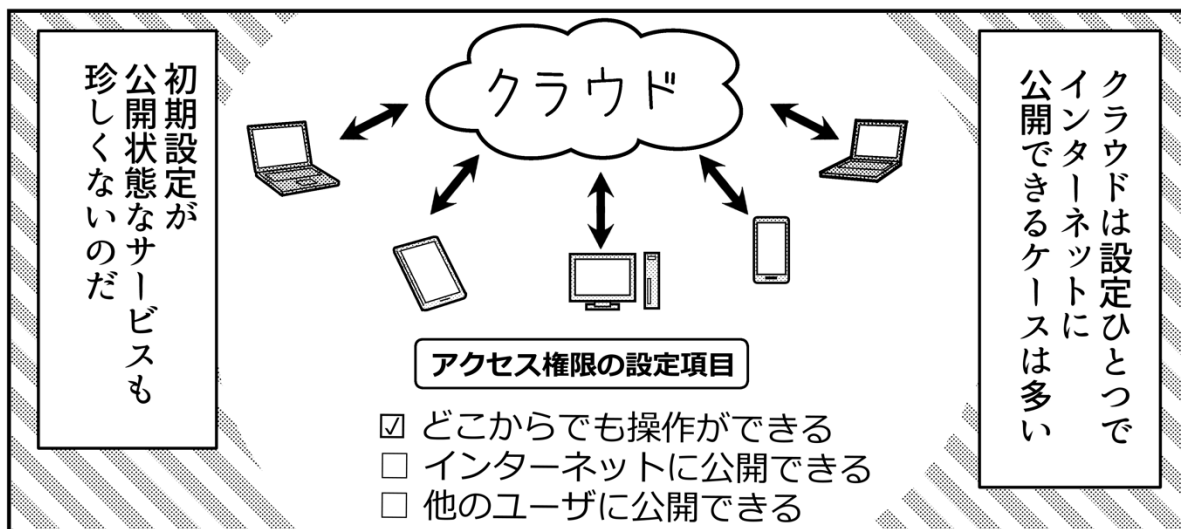 クラウドは設定ひとつで
インターネットに
公開できるケースは多い
クラウド
アクセス権限の設定項目
☑ どこからでも操作ができる
□ インターネットに公開できる
□ 他のユーザに公開できる
初期設定が
公開状態なサービスも
珍しくないのだ